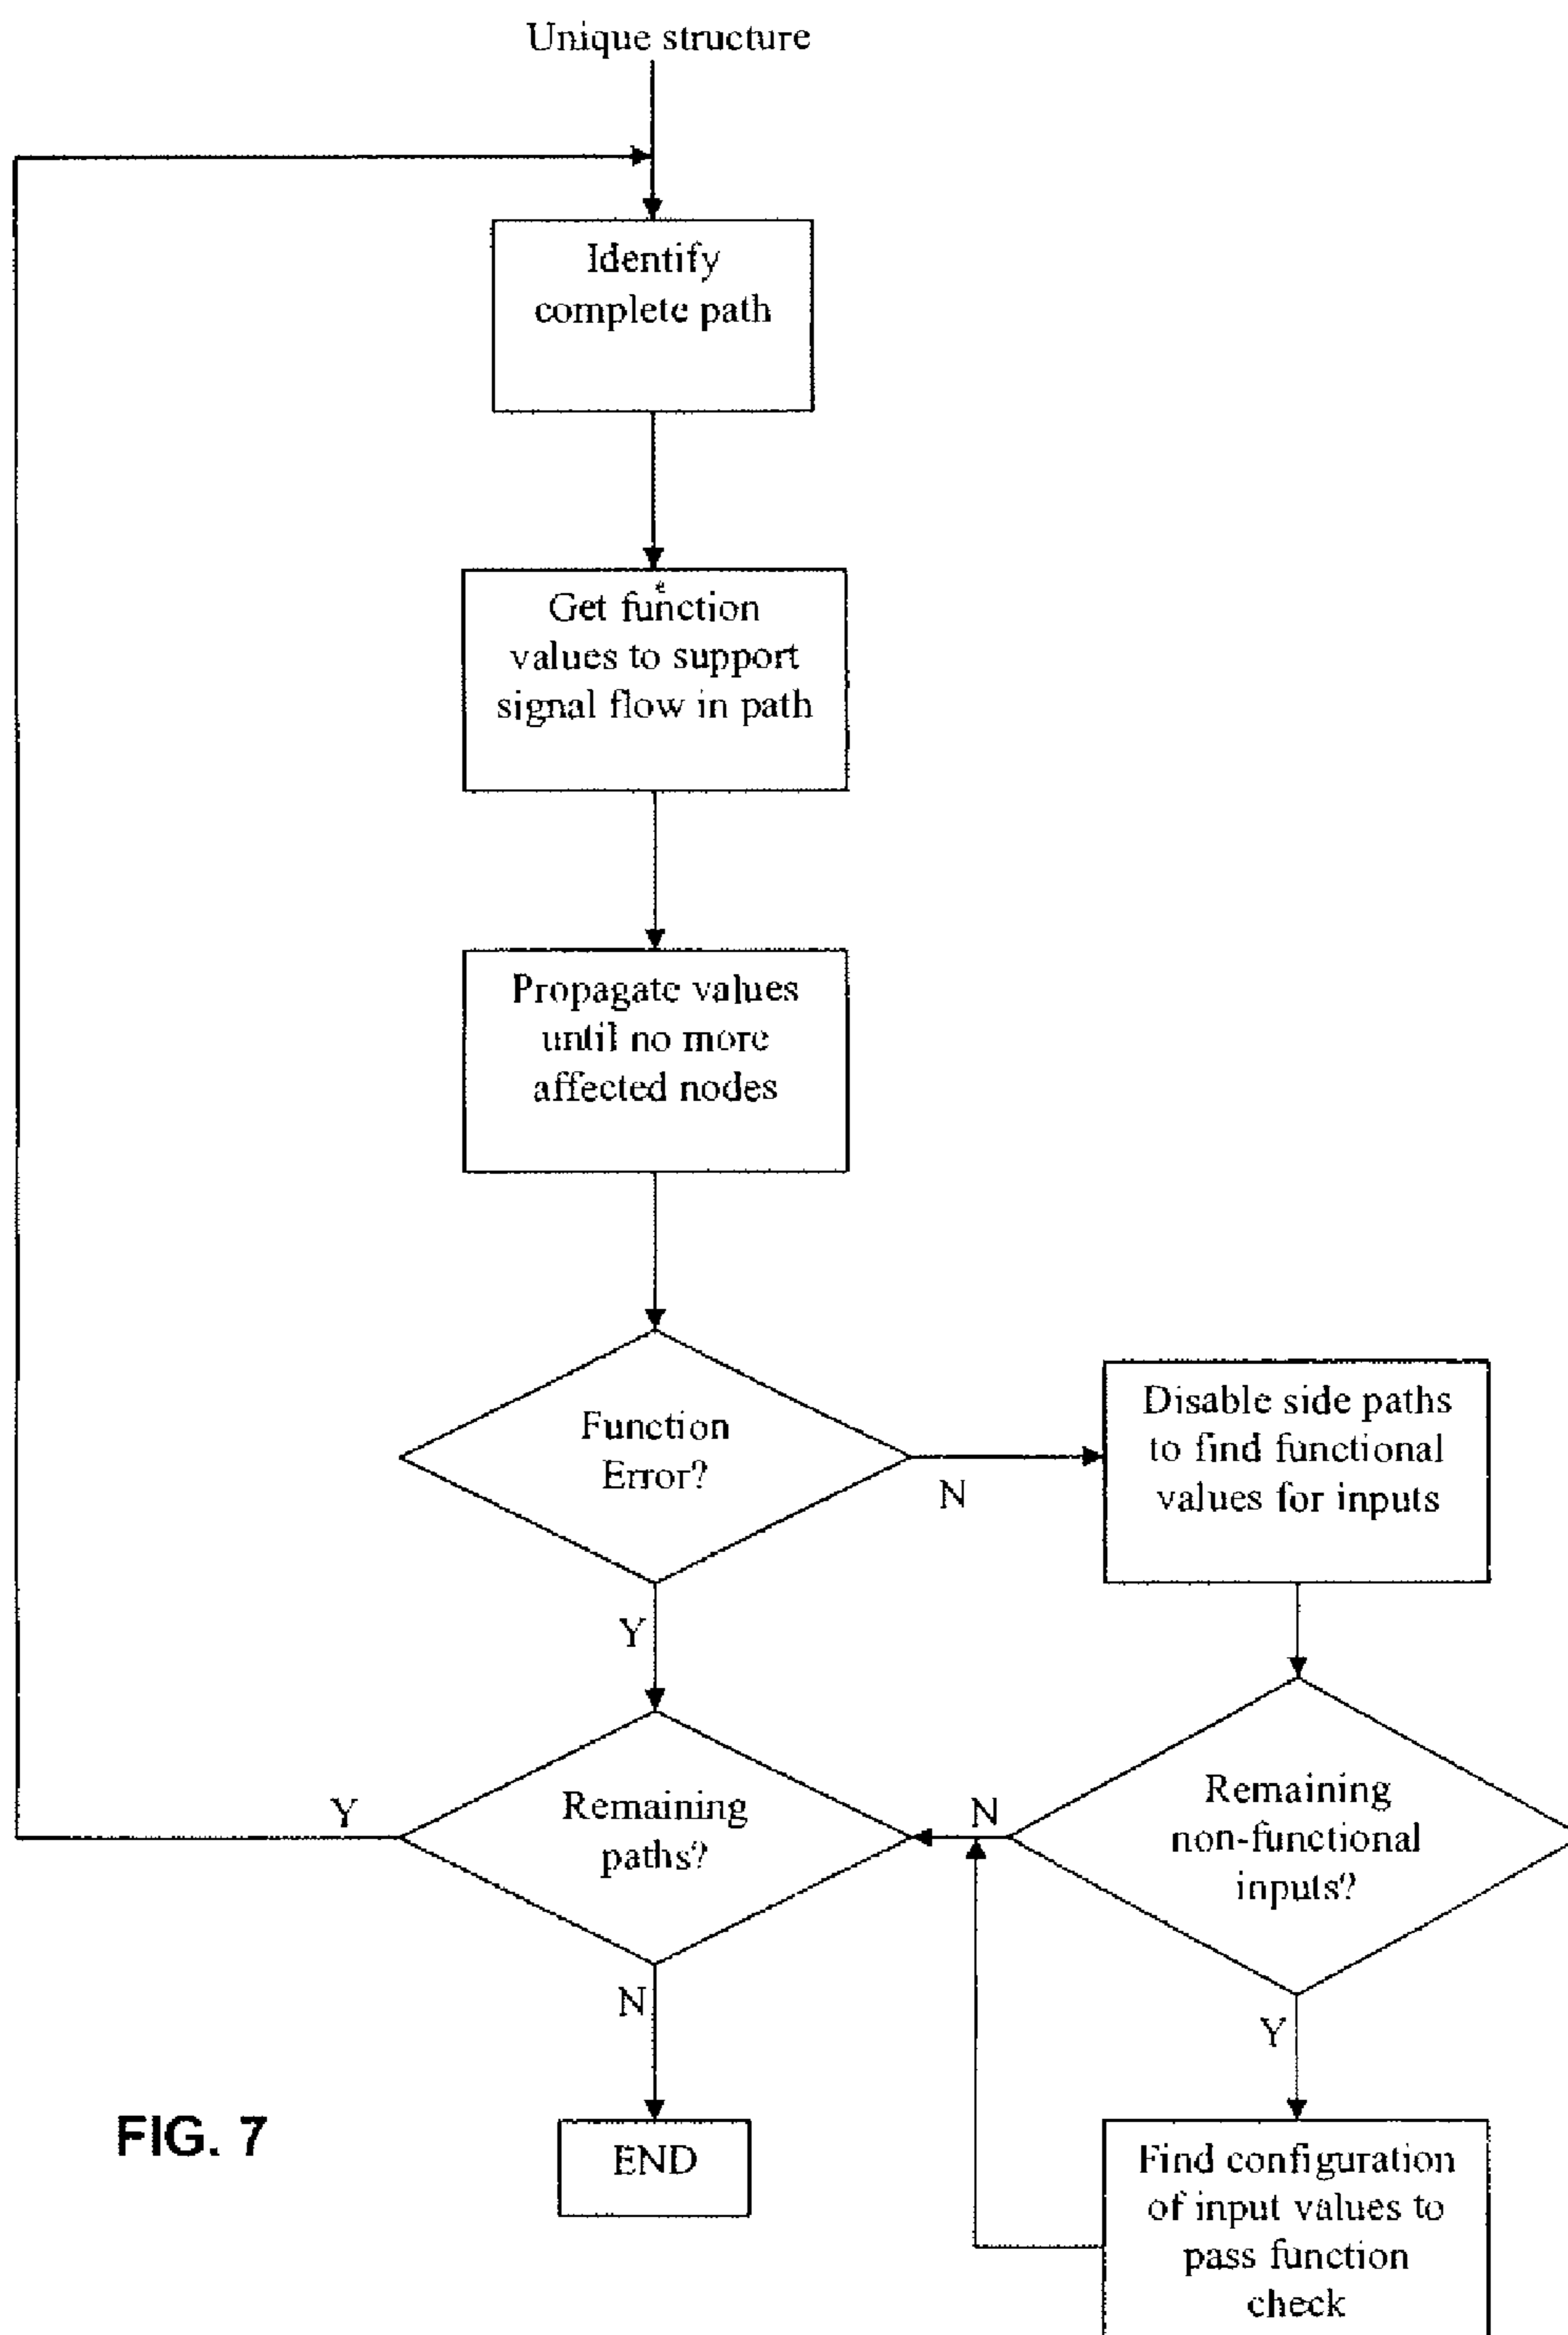 Unique structure
Identify
complete path
Get function
values to support
signal flow in path
Propagate values
until no more
affected nodes
Function
Error?
N
Y
Disable side paths
to find functional
values for inputs
Remaining
paths?
Y
N
N
Remaining
non-functional
inputs?
Y
END
Find configuration
of input values to
pass function
check
FIG. 7